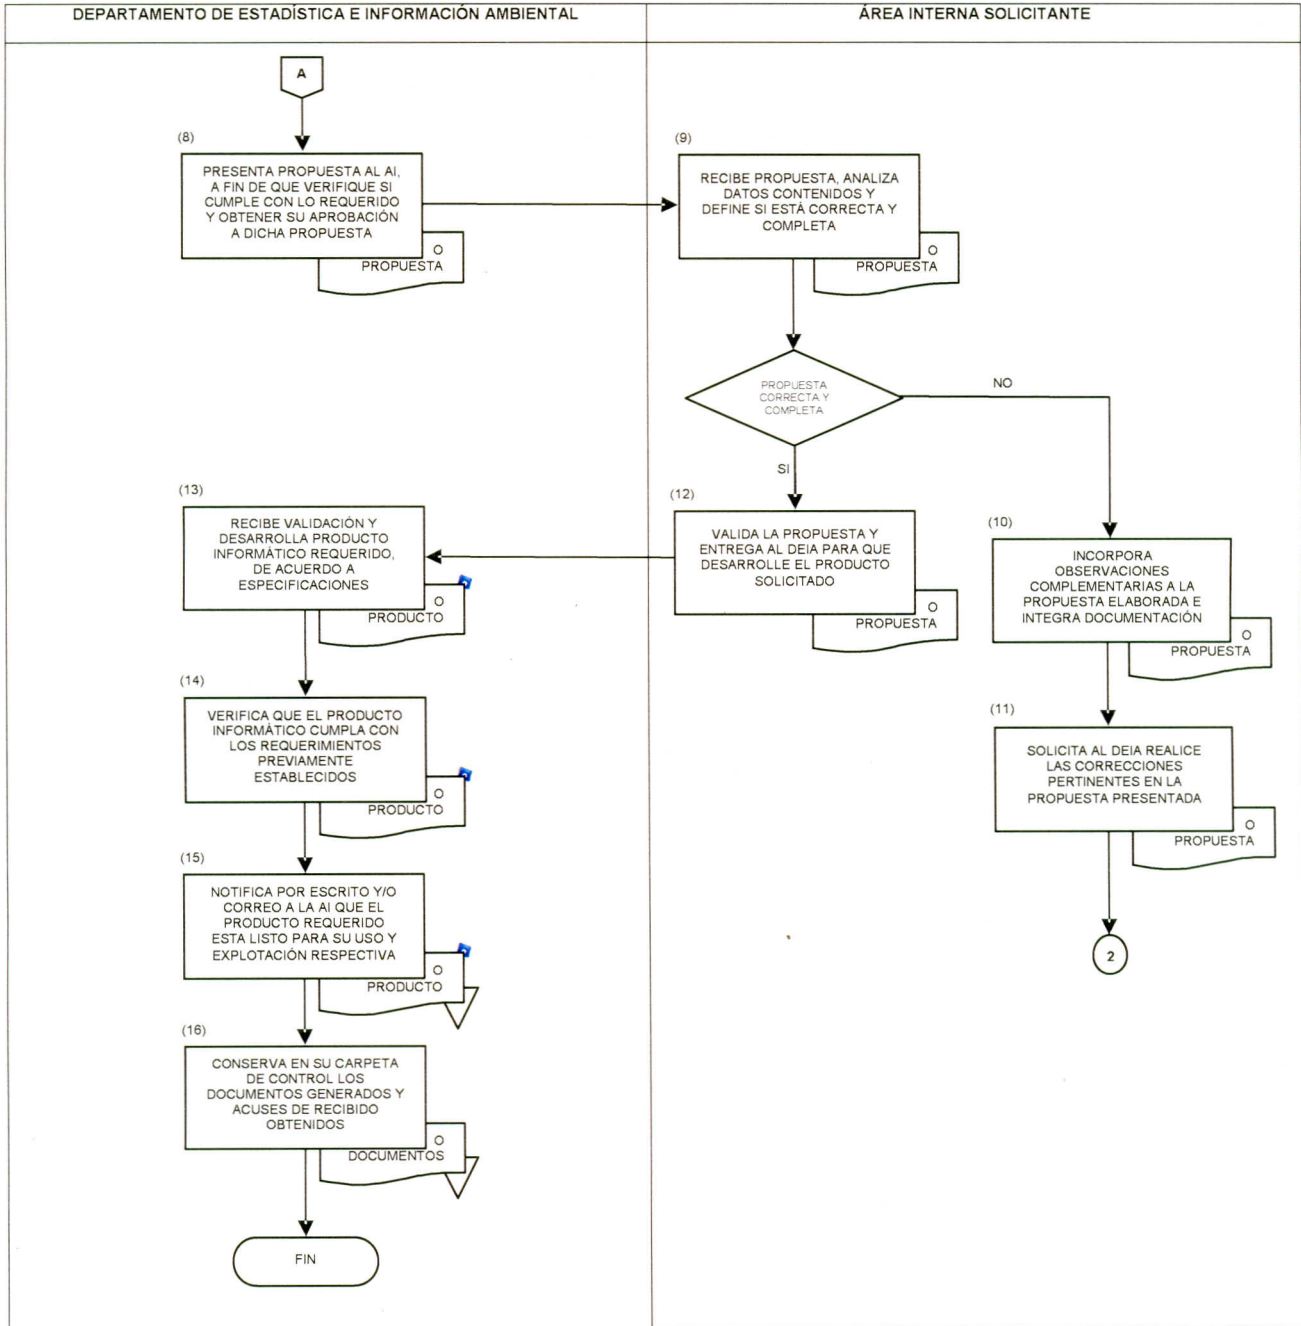 DEPARTAMENTO DE ESTADÍSTICA E INFORMACIÓN AMBIENTAL
ÁREA INTERNA SOLICITANTE
A
(8)
PRESENTA PROPUESTA AL AI,
A FIN DE QUE VERIFIQUE SI
CUMPLE CON LO REQUERIDO
Y OBTENER SU APROBACIÓN
A DICHA PROPUESTA
O
PROPUESTA
(9)
RECIBE PROPUESTA, ANALIZA
DATOS CONTENIDOS Y
DEFINE SI ESTÁ CORRECTA Y
COMPLETA
O
PROPUESTA
PROPUESTA
CORRECTA Y
COMPLETA
NO
SI
(10)
INCORPORA
OBSERVACIONES
COMPLEMENTARIAS A LA
PROPUESTA ELABORADA E
INTEGRA DOCUMENTACIÓN
O
PROPUESTA
(11)
SOLICITA AL DEIA REALICE
LAS CORRECCIONES
PERTINENTES EN LA
PROPUESTA PRESENTADA
O
PROPUESTA
2
(12)
VALIDA LA PROPUESTA Y
ENTREGA AL DEIA PARA QUE
DESARROLLE EL PRODUCTO
SOLICITADO
O
PROPUESTA
(13)
RECIBE VALIDACIÓN Y
DESARROLLA PRODUCTO
INFORMÁTICO REQUERIDO,
DE ACUERDO A
ESPECIFICACIONES
O
PRODUCTO
(14)
VERIFICA QUE EL PRODUCTO
INFORMÁTICO CUMPLA CON
LOS REQUERIMIENTOS
PREVIAMENTE
ESTABLECIDOS
O
PRODUCTO
(15)
NOTIFICA POR ESCRITO Y/O
CORREO A LA AI QUE EL
PRODUCTO REQUERIDO
ESTA LISTO PARA SU USO Y
EXPLOTACIÓN RESPECTIVA
O
PRODUCTO
(16)
CONSERVA EN SU CARPETA
DE CONTROL LOS
DOCUMENTOS GENERADOS Y
ACUSES DE RECIBIDO
OBTENIDOS
O
DOCUMENTOS
FIN